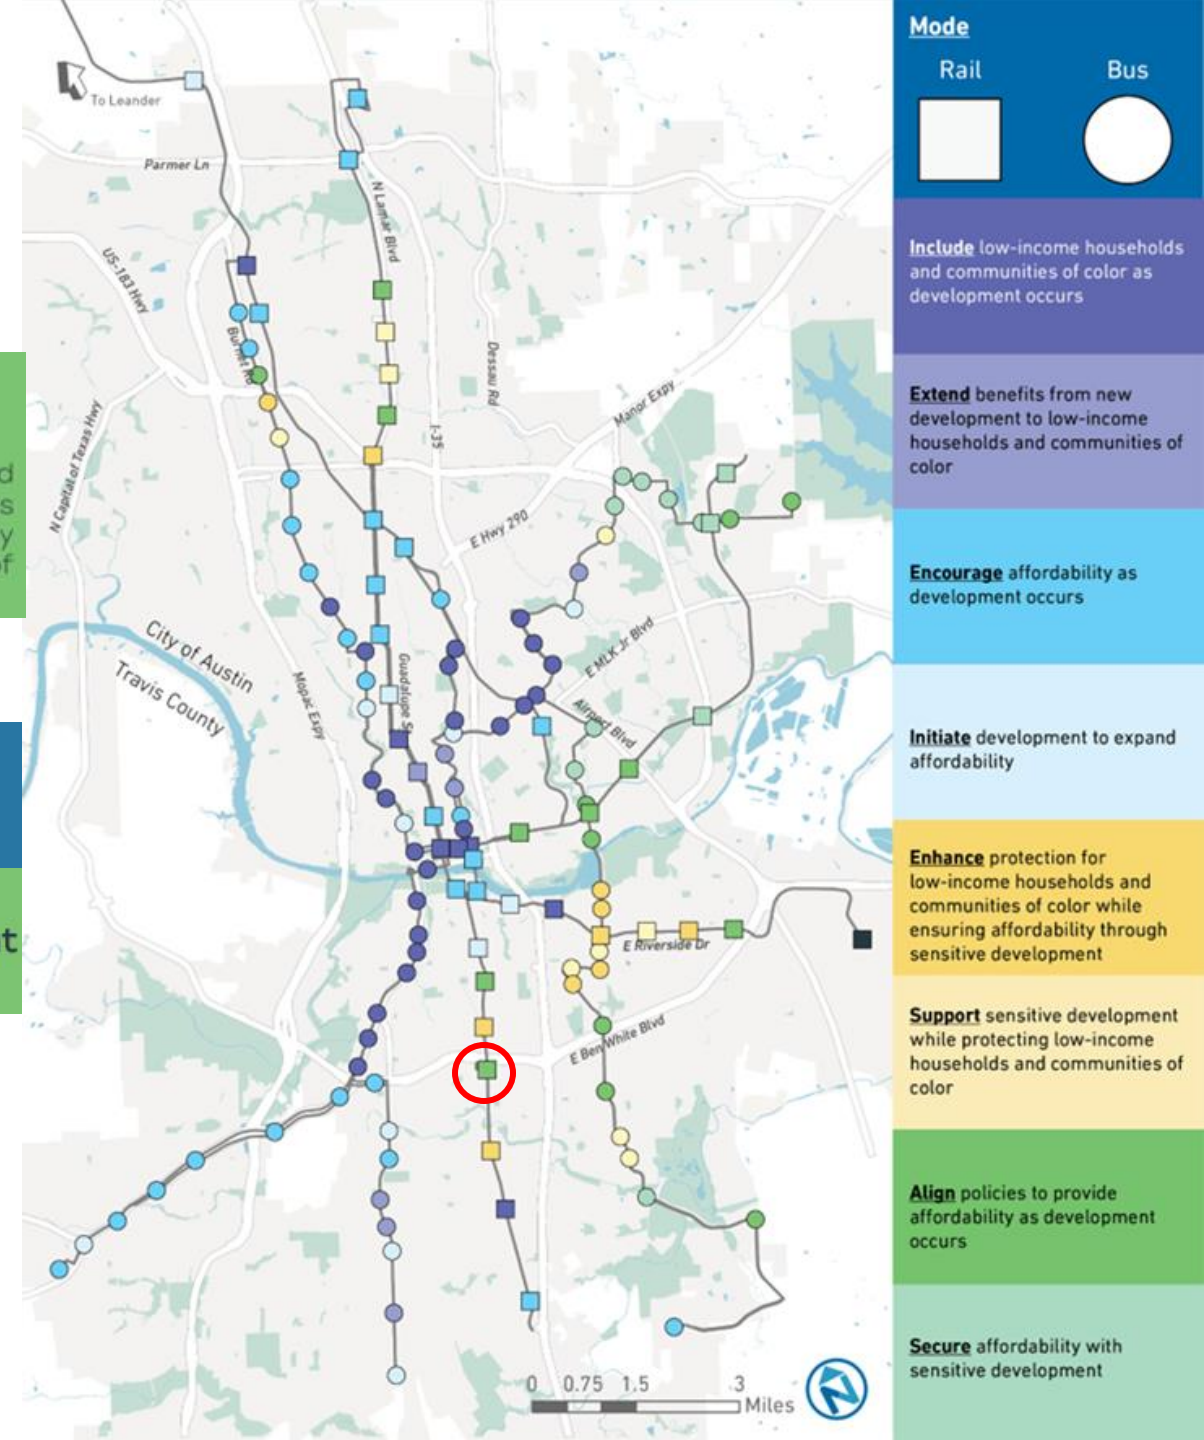 To Leander
Parmer Ln
N Lamar Blvd
US-183 Hwy
Burnet Rd
Dessau Rd
Manor Expy
I-35
N Capital of Texas Hwy
E Hwy 290
City of Austin
Travis County
Mopac Expy
Guadalupe S
E MLK Jr Blvd
Airport Blvd
E Riverside Dr
E Ben White Blvd
0 0.75 1.5 3
Miles
d
s
y
of
t
Mode
Rail Bus
Include low-income households
and communities of color as
development occurs
Extend benefits from new
development to low-income
households and communities of
color
Encourage affordability as
development occurs
Initiate development to expand
affordability
Enhance protection for
low-income households and
communities of color while
ensuring affordability through
sensitive development
Support sensitive development
while protecting low-income
households and communities of
color
Align policies to provide
affordability as development
occurs
Secure affordability with
sensitive development